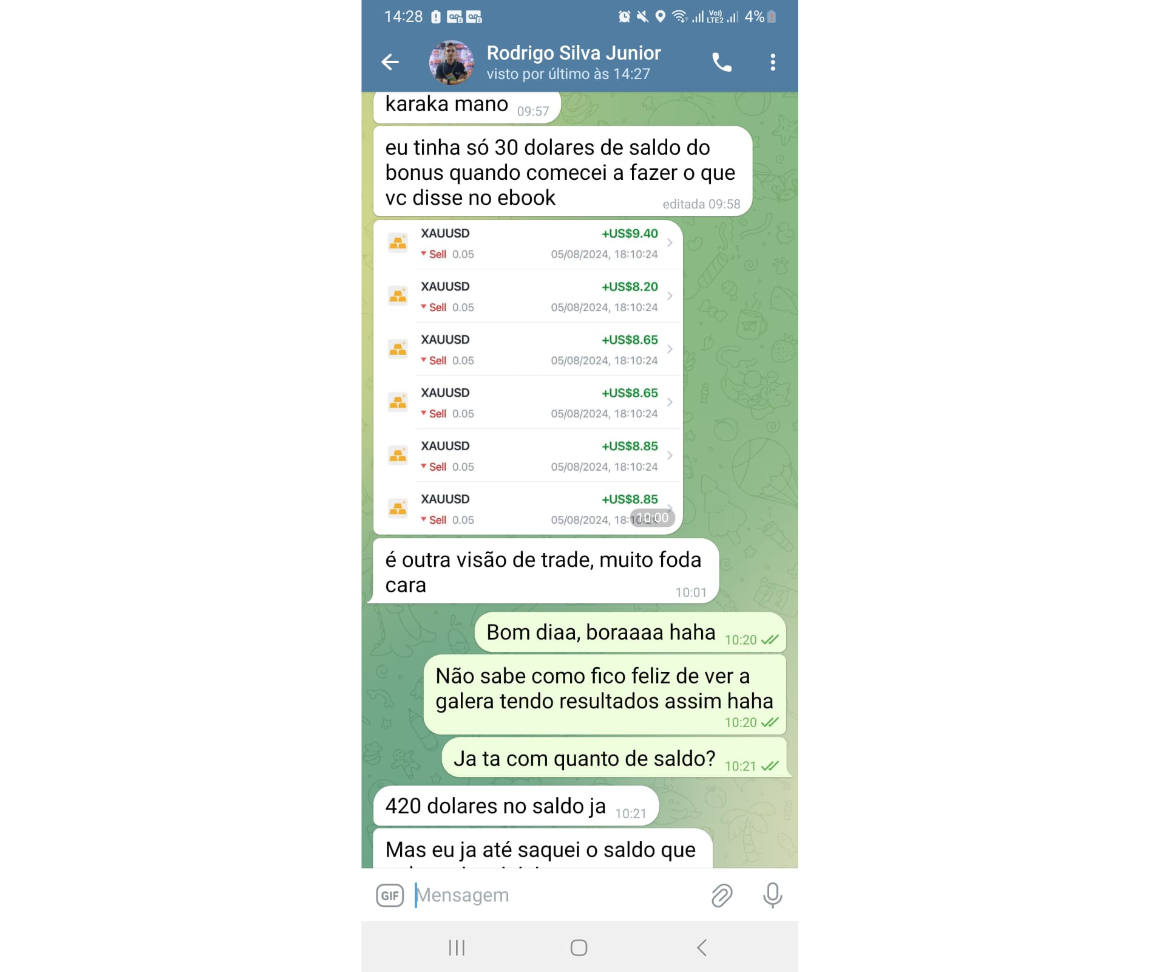 14:28
4%
Rodrigo Silva Junior
visto por último às 14:27
karaka mano 09:57
eu tinha só 30 dolares de saldo do
bonus quando comecei a fazer o que
vc disse no ebook
editada 09:58
XAUUSD +US$9.40
Sell 0.05 05/08/2024, 18:10:24
XAUUSD +US$8.20
Sell 0.05 05/08/2024, 18:10:24
XAUUSD +US$8.65
Sell 0.05 05/08/2024, 18:10:24
XAUUSD +US$8.65
Sell 0.05 05/08/2024, 18:10:24
XAUUSD +US$8.85
Sell 0.05 05/08/2024, 18:10:24
XAUUSD +US$8.85
Sell 0.05 05/08/2024, 10:00
é outra visão de trade, muito foda
cara
10:01
Bom diaa, boraaaa haha 10:20
Não sabe como fico feliz de ver a
galera tendo resultados assim haha
10:20
Ja ta com quanto de saldo? 10:21
420 dolares no saldo ja 10:21
Mas eu ja até saquei o saldo que
GIF Mensagem